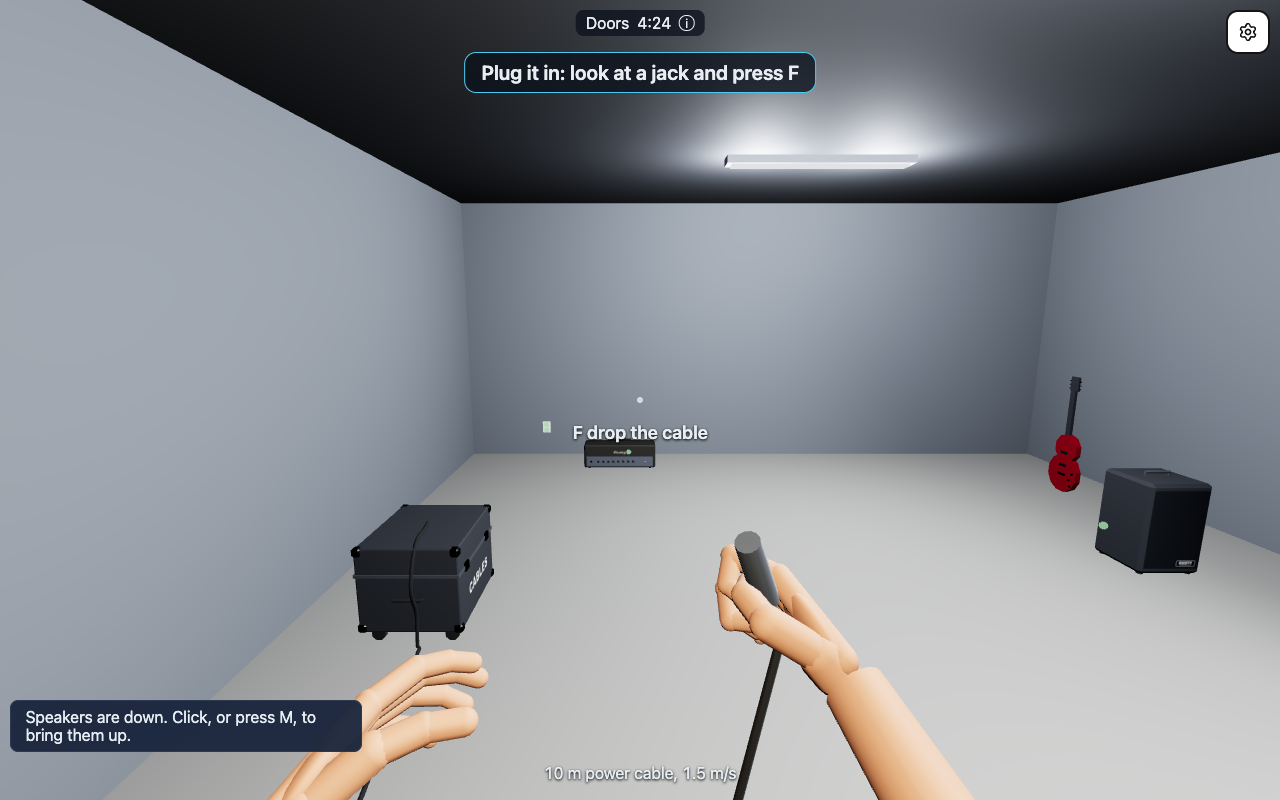 Doors 4:24
Plug it in: look at a jack and press F
F drop the cable
CABLES
Speakers are down. Click, or press M, to
bring them up.
10 m power cable, 1.5 m/s